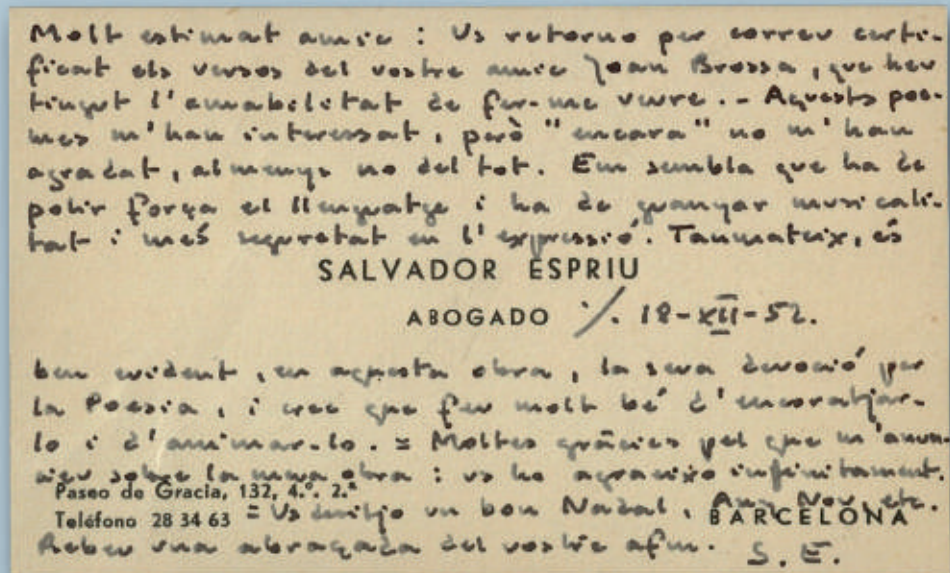 Molt estimat amic : Us retorno per correu certi-
ficat els versos del vostre amic Joan Brossa, que heu
tingut l'amabilitat de fer-me veure. - Aquests poe-
mes m'han interessat, però "encara" no m'han
agradat, almenys no del tot. Em sembla que ha de
polir força el llenguatge i ha de guanyar musicali-
tat i més seguretat en l'expressió. Tanmateix, és
SALVADOR ESPRIU
ABOGADO ./. 18-XII-52.
ben evident, en aquesta obra, la seva devoció per
la Poesia, i crec que feu molt bé d'encoratjar-
lo i d'animar-lo. = Moltes gràcies pel que m'anun-
cieu sobre la meva obra : us ho agraeixo infinitament.
Paseo de Gracia, 132, 4.º, 2.ª
Teléfono 28 34 63 = Us desitjo un bon Nadal, Any Nou, etc.
BARCELONA
Rebeu una abraçada del vostre afm. S. E.